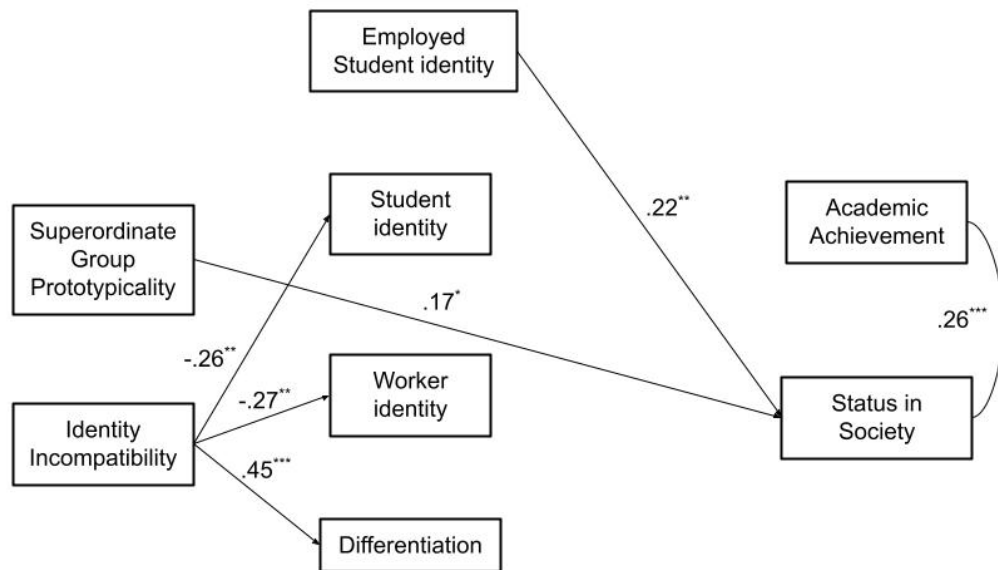 Employed
Student identity
Student
identity
.22**
Academic
Achievement
Superordinate
Group
Prototypicality
.17*
.26***
-.26**
Worker
identity
-.27**
Status in
Society
Identity
Incompatibility
.45***
Differentiation